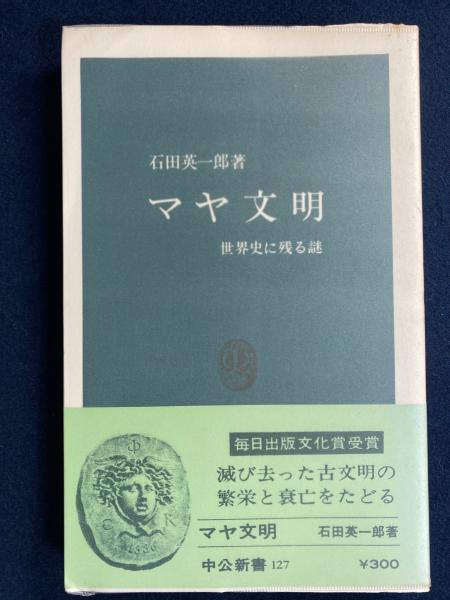 石田英一郎著
マヤ文明
世界史に残る謎
毎日出版文化賞受賞
滅び去った古文明の
繁栄と衰亡をたどる
マヤ文明 石田英一郎著
中公新書 127 ¥300